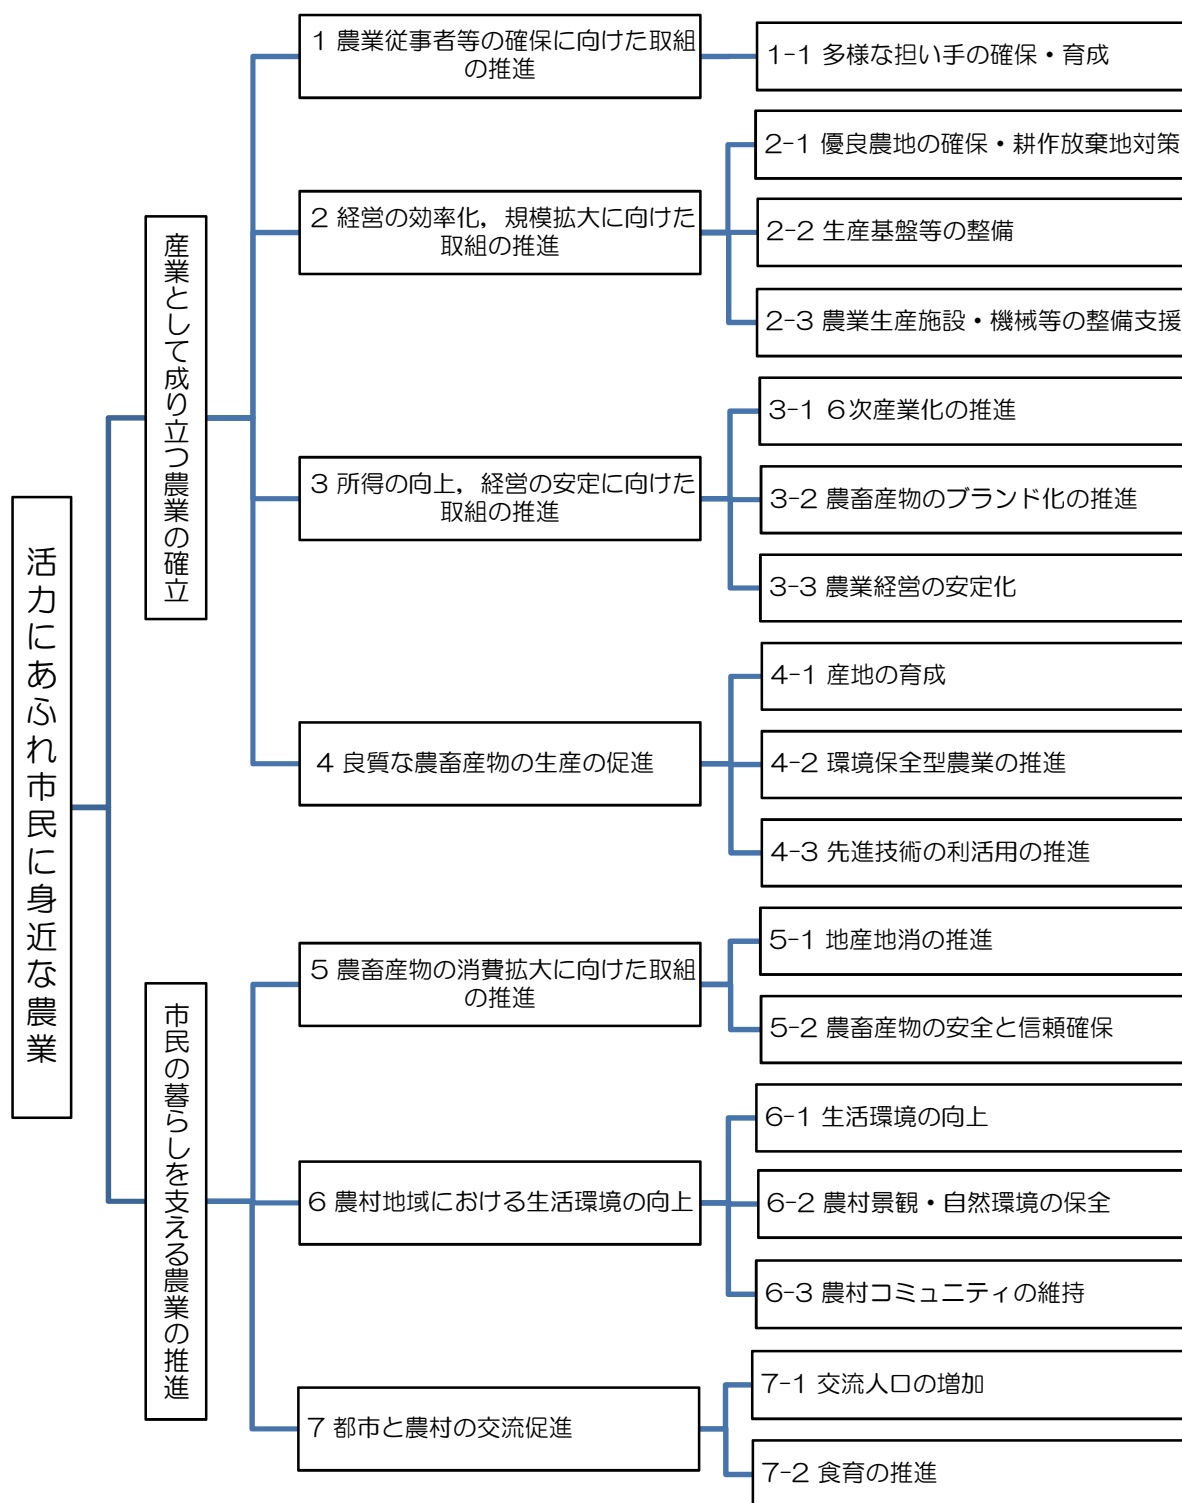 活力にあふれ市民に身近な農業
産業として成り立つ農業の確立
1 農業従事者等の確保に向けた取組
の推進
1-1 多様な担い手の確保・育成
2 経営の効率化，規模拡大に向けた
取組の推進
2-1 優良農地の確保・耕作放棄地対策
2-2 生産基盤等の整備
2-3 農業生産施設・機械等の整備支援
3 所得の向上，経営の安定に向けた
取組の推進
3-1 6次産業化の推進
3-2 農畜産物のブランド化の推進
3-3 農業経営の安定化
4 良質な農畜産物の生産の促進
4-1 産地の育成
4-2 環境保全型農業の推進
4-3 先進技術の利活用の推進
市民の暮らしを支える農業の推進
5 農畜産物の消費拡大に向けた取組
の推進
5-1 地産地消の推進
5-2 農畜産物の安全と信頼確保
6 農村地域における生活環境の向上
6-1 生活環境の向上
6-2 農村景観・自然環境の保全
6-3 農村コミュニティの維持
7 都市と農村の交流促進
7-1 交流人口の増加
7-2 食育の推進